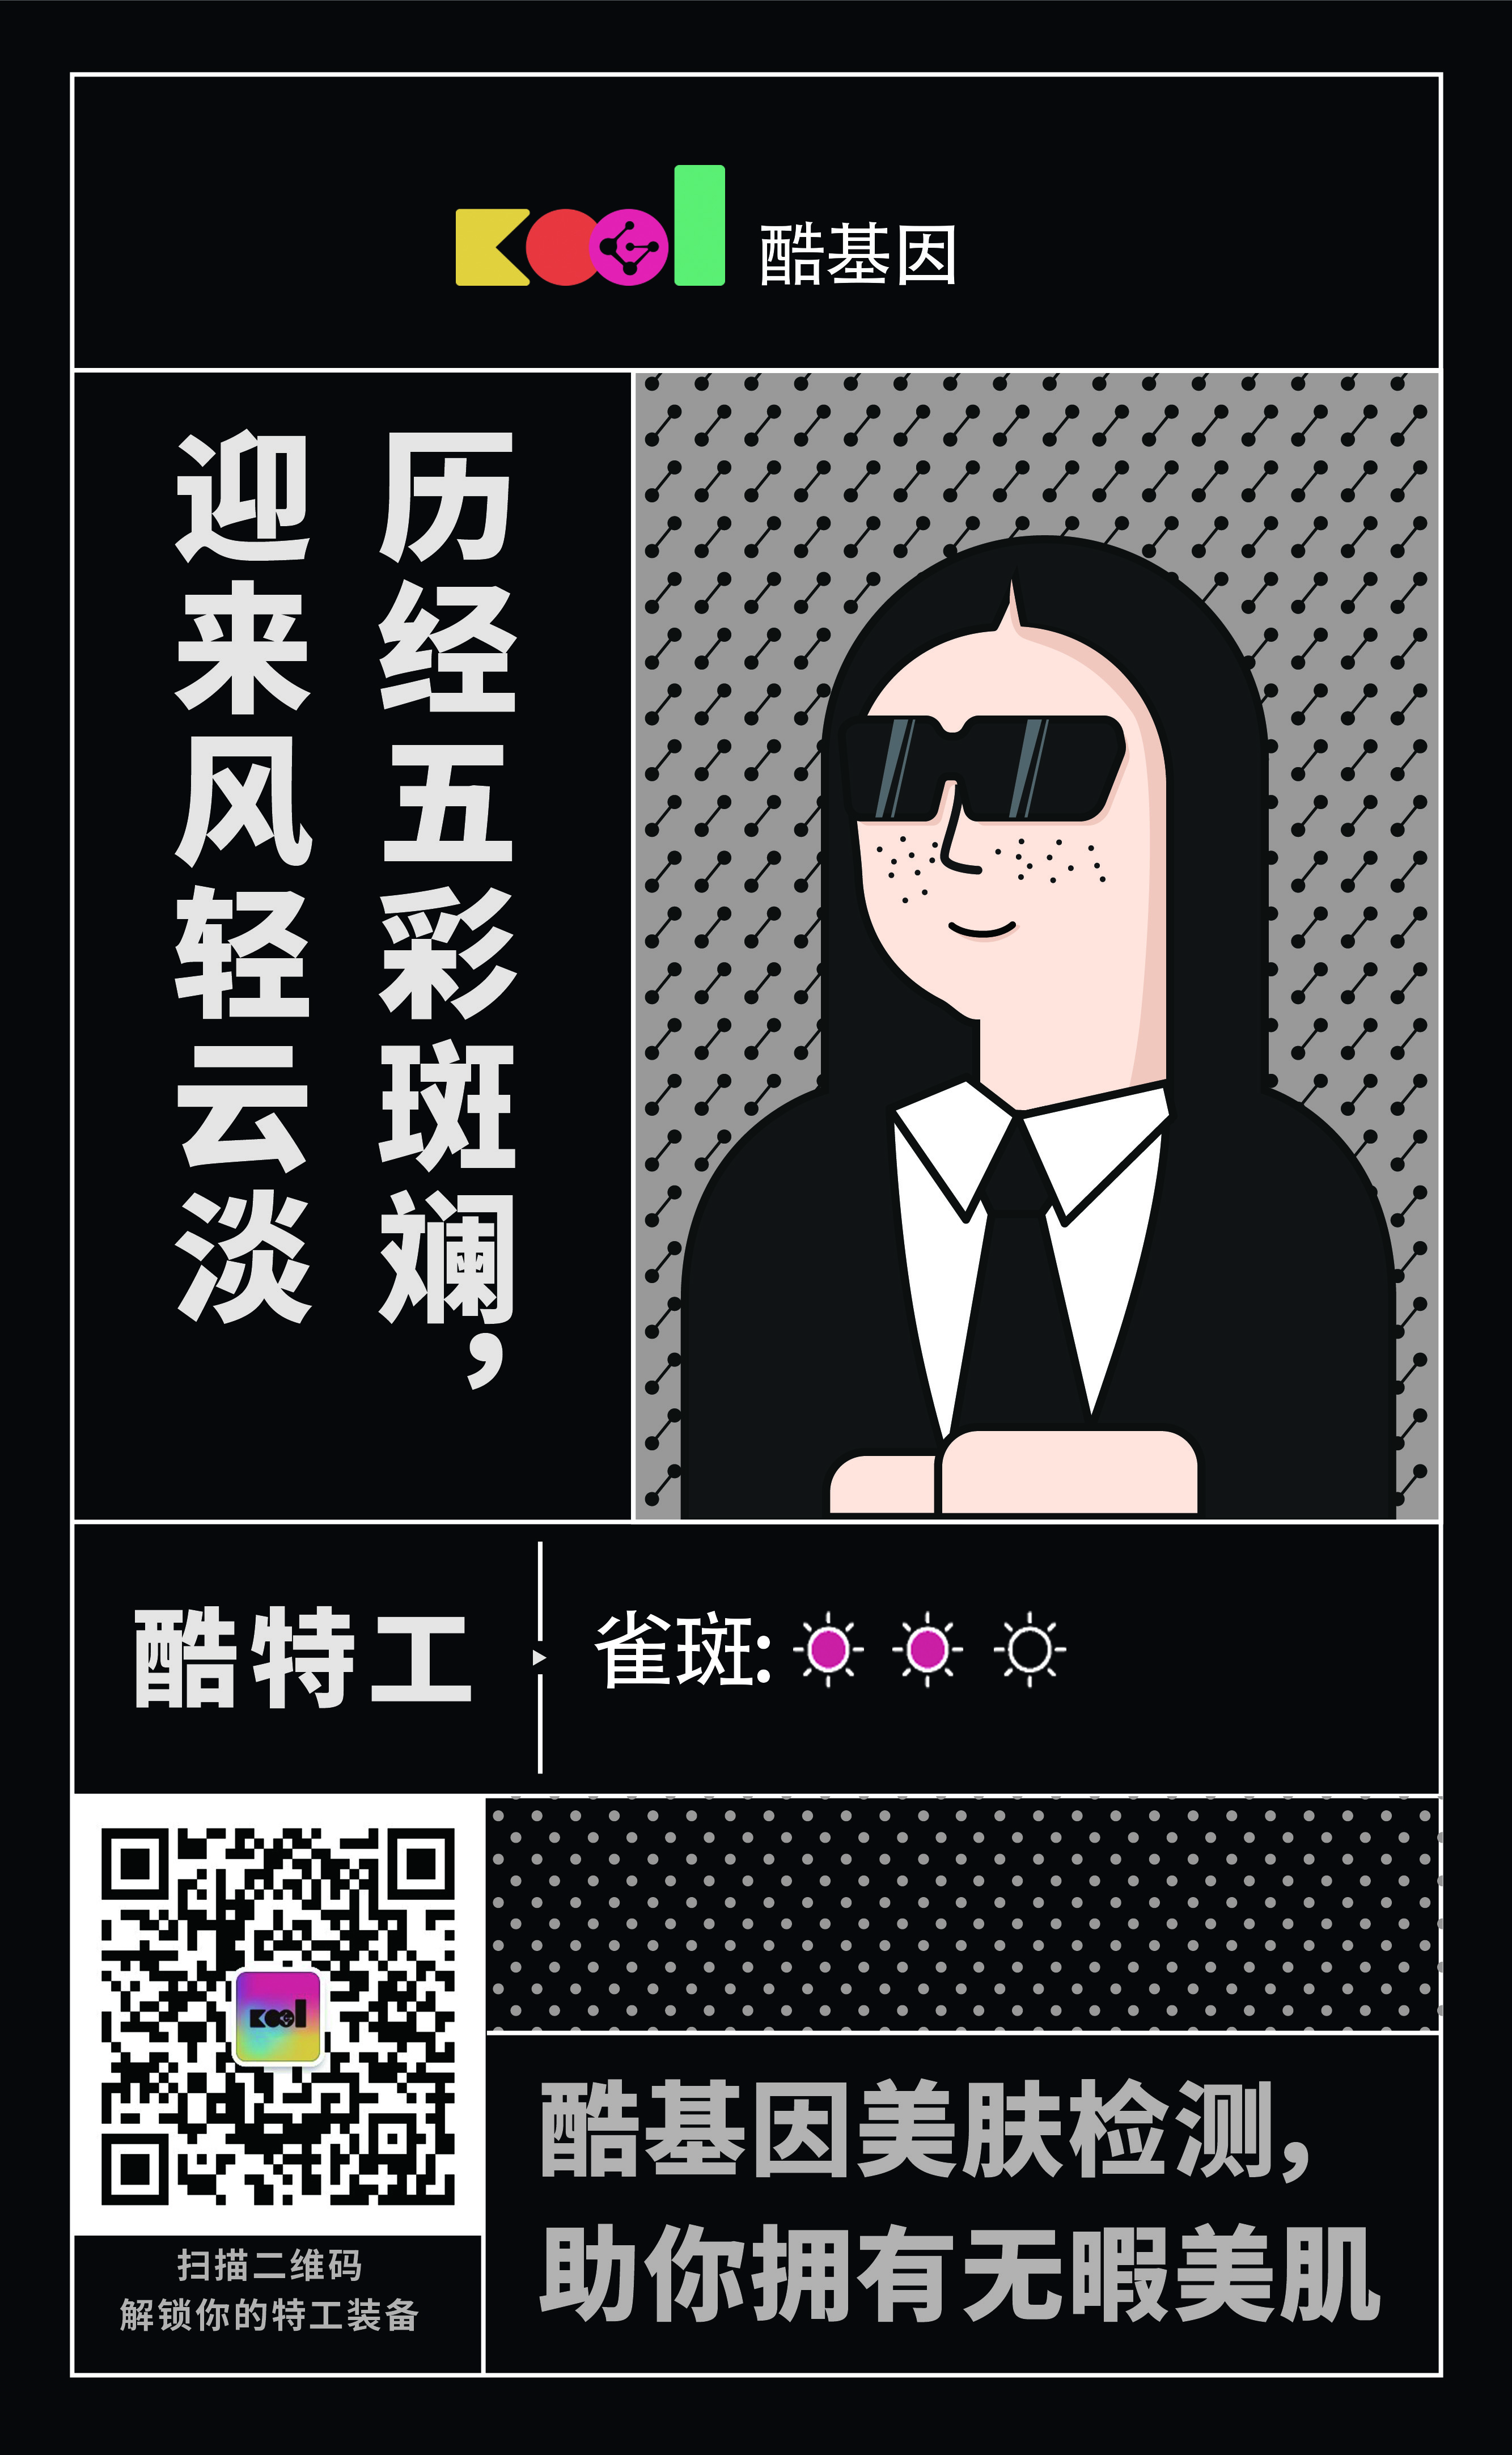 kool 酷基因
历经五彩斑斓，
迎来风轻云淡
酷特工
雀斑:
kool
酷基因美肤检测，
助你拥有无暇美肌
扫描二维码
解锁你的特工装备